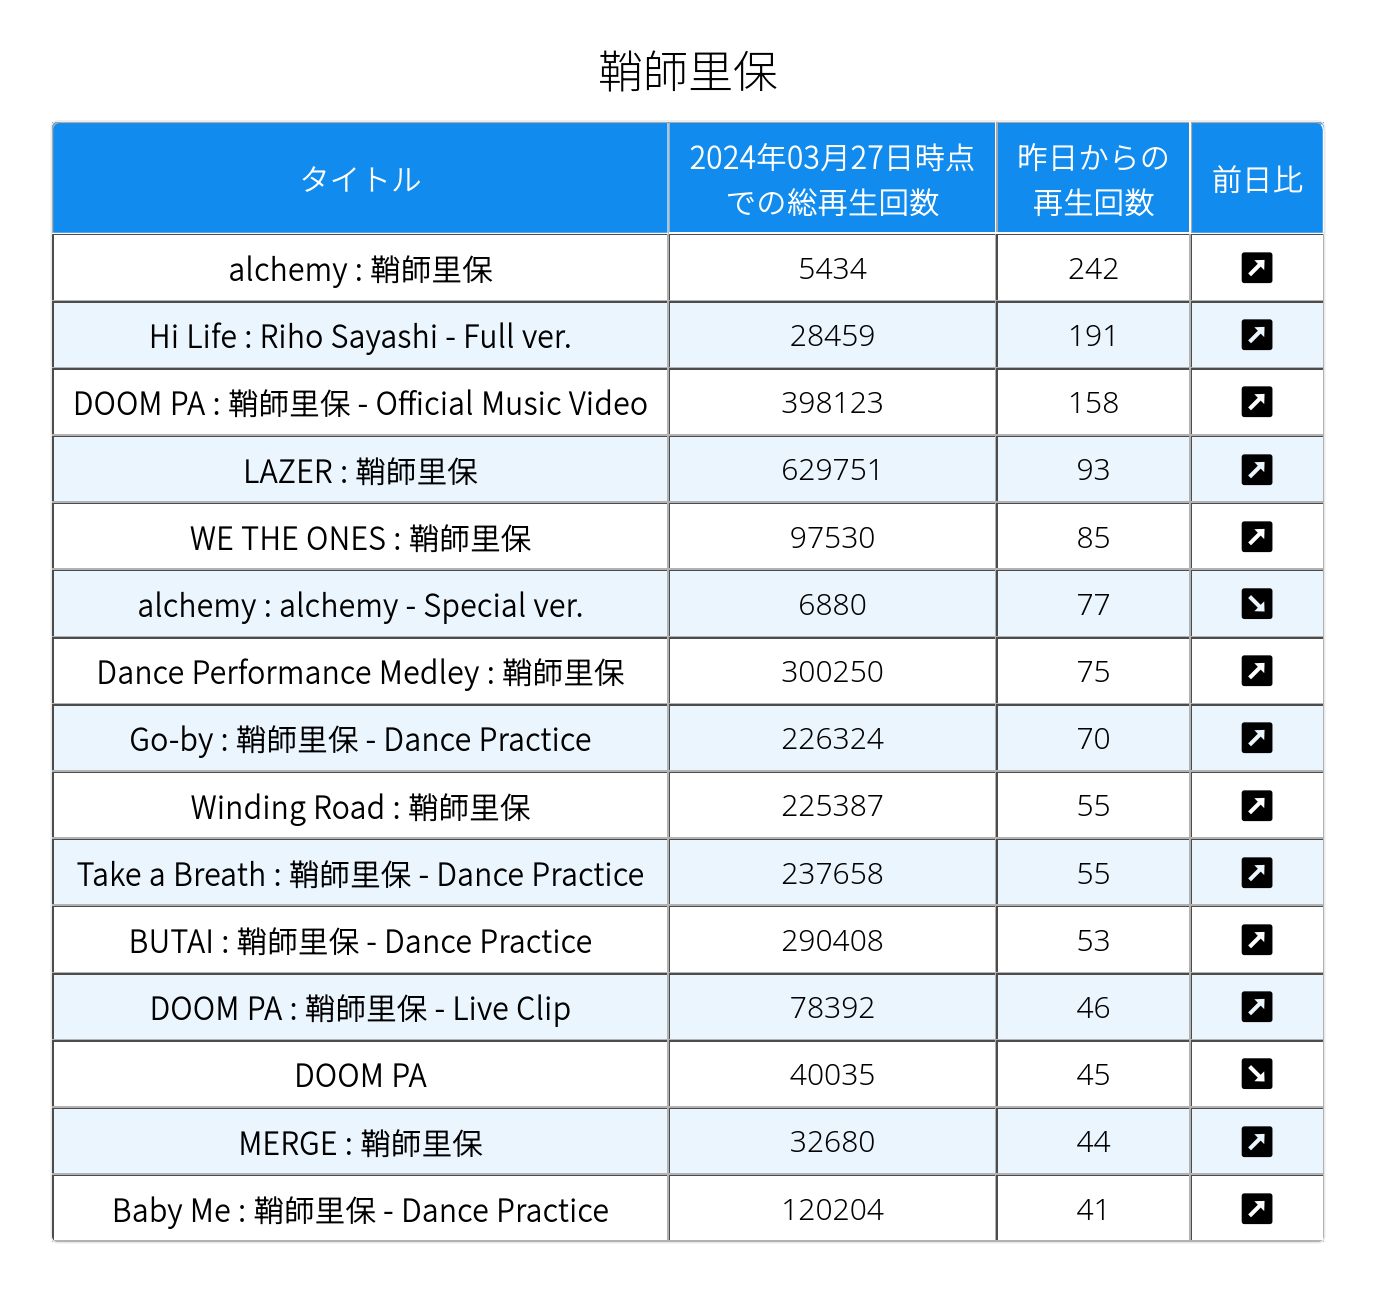 鞘師里保
タイトル
2024年03月27日時点
での総再生回数
昨日からの
再生回数
前日比
alchemy : 鞘師里保 5434 242
Hi Life : Riho Sayashi - Full ver. 28459 191
DOOM PA : 鞘師里保 - Official Music Video 398123 158
LAZER : 鞘師里保 629751 93
WE THE ONES : 鞘師里保 97530 85
alchemy : alchemy - Special ver. 6880 77
Dance Performance Medley : 鞘師里保 300250 75
Go-by : 鞘師里保 - Dance Practice 226324 70
Winding Road : 鞘師里保 225387 55
Take a Breath : 鞘師里保 - Dance Practice 237658 55
BUTAI : 鞘師里保 - Dance Practice 290408 53
DOOM PA : 鞘師里保 - Live Clip 78392 46
DOOM PA 40035 45
MERGE : 鞘師里保 32680 44
Baby Me : 鞘師里保 - Dance Practice 120204 41